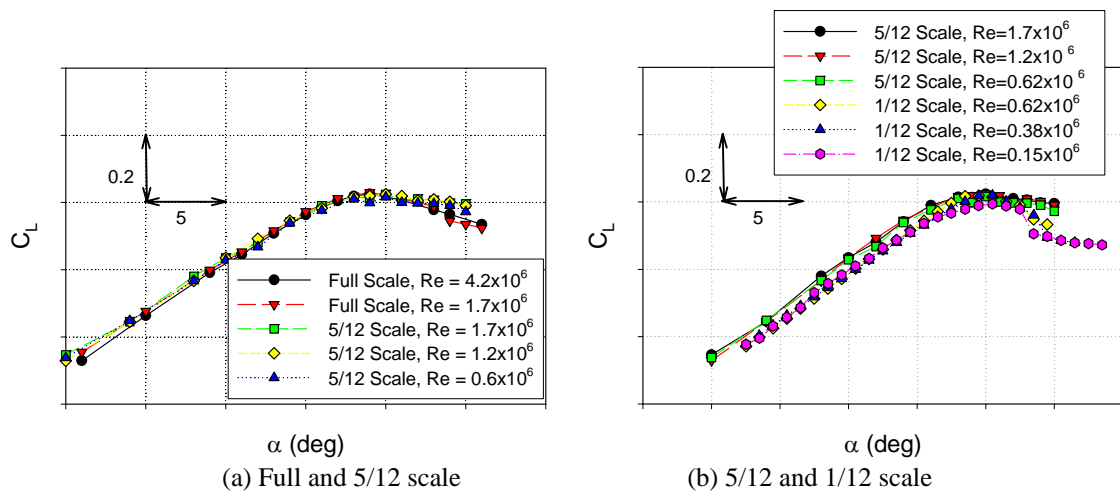 C_L
0.2
5
Full Scale, Re = 4.2x10^6
Full Scale, Re = 1.7x10^6
5/12 Scale, Re = 1.7x10^6
5/12 Scale, Re = 1.2x10^6
5/12 Scale, Re = 0.6x10^6
α (deg)
(a) Full and 5/12 scale
5/12 Scale, Re=1.7x10^6
5/12 Scale, Re=1.2x10^6
5/12 Scale, Re=0.62x10^6
1/12 Scale, Re=0.62x10^6
1/12 Scale, Re=0.38x10^6
1/12 Scale, Re=0.15x10^6
C_L
0.2
5
α (deg)
(b) 5/12 and 1/12 scale